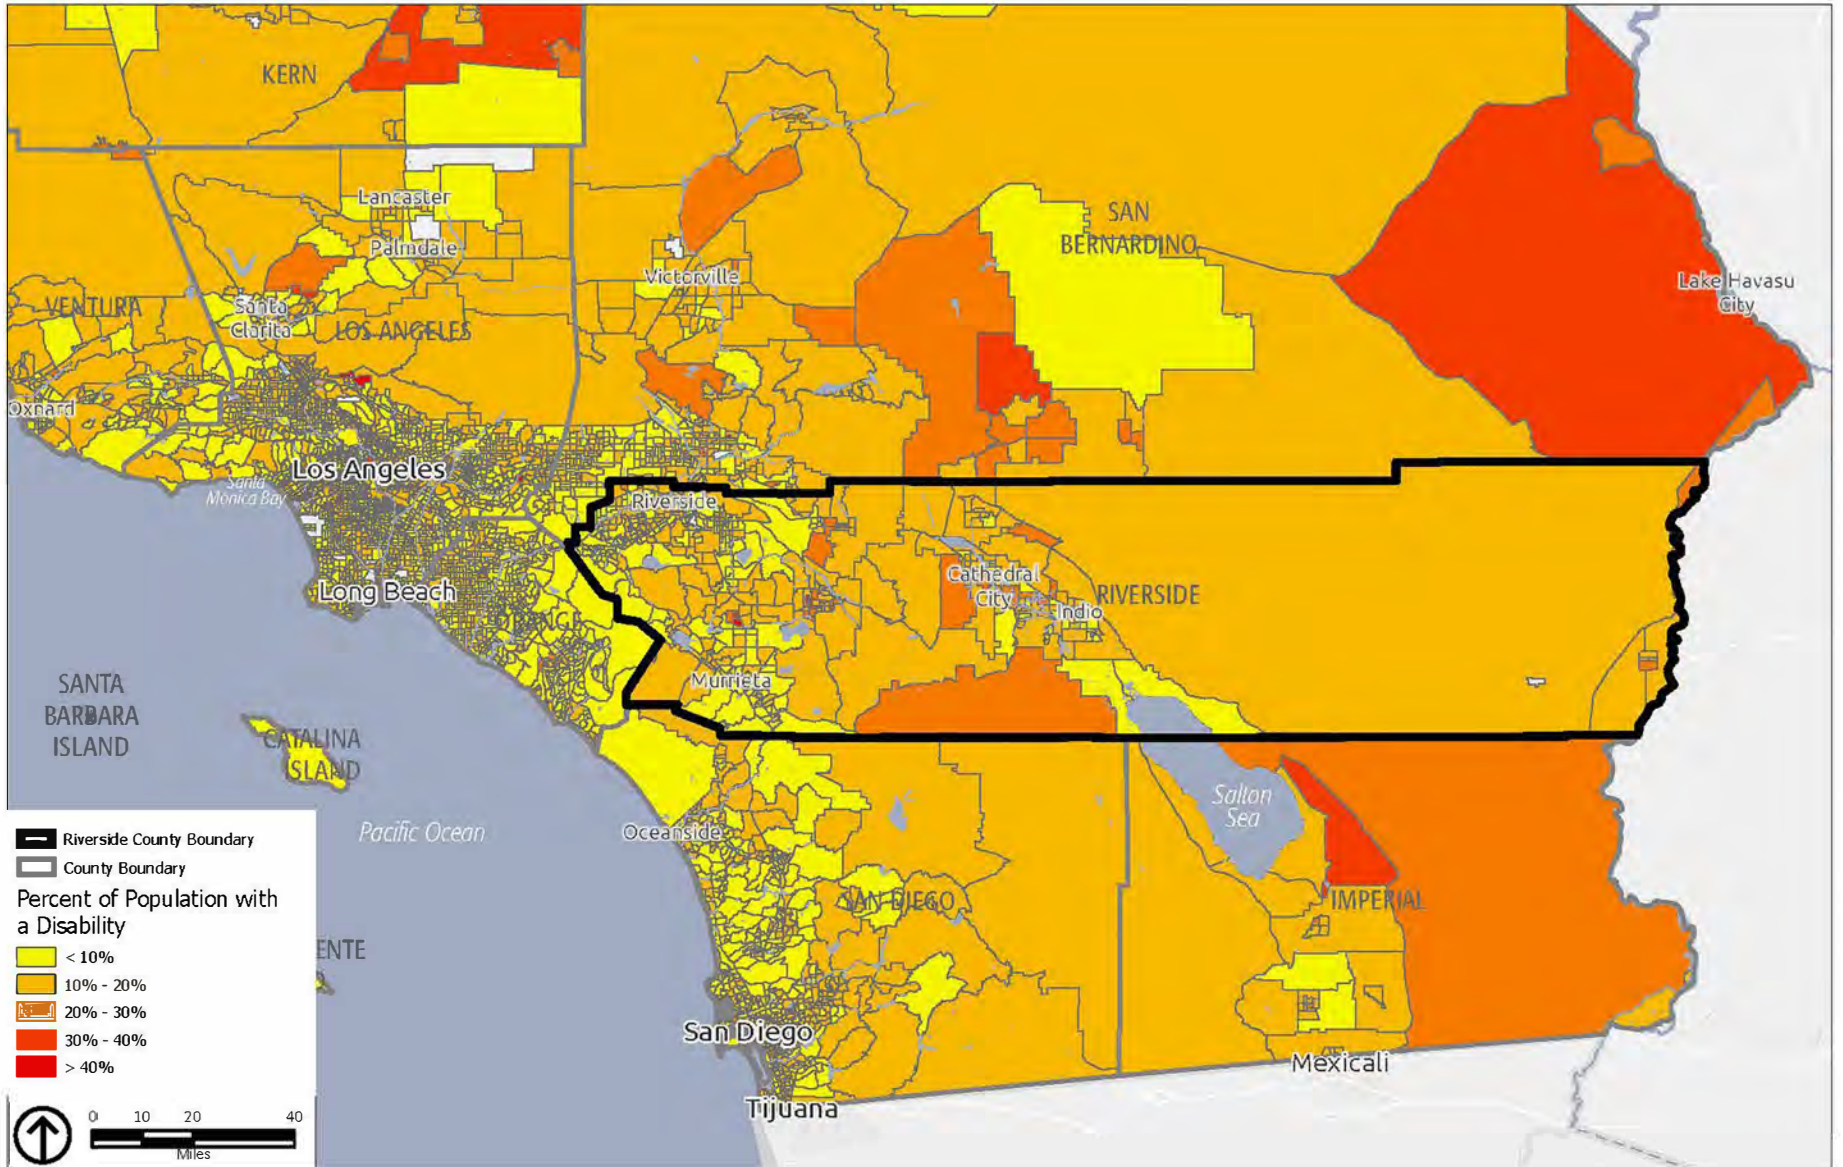 KERN
Lancaster
Palmdale
SAN
BERNARDINO
Victorville
Lake Havasu
City
VENTURA
Santa
Clarita
LOS ANGELES
Oxnard
Los Angeles
Santa
Monica Bay
Riverside
Long Beach
Cathedral
City
RIVERSIDE
Indio
ORANGE
Murrieta
SANTA
BARBARA
ISLAND
CATALINA
ISLAND
Salton
Sea
Pacific Ocean
Oceanside
SAN DIEGO
IMPERIAL
ENTE
San Diego
Mexicali
Tijuana
Riverside County Boundary
County Boundary
Percent of Population with
a Disability
< 10%
10% - 20%
20% - 30%
30% - 40%
> 40%
0 10 20 40
Miles